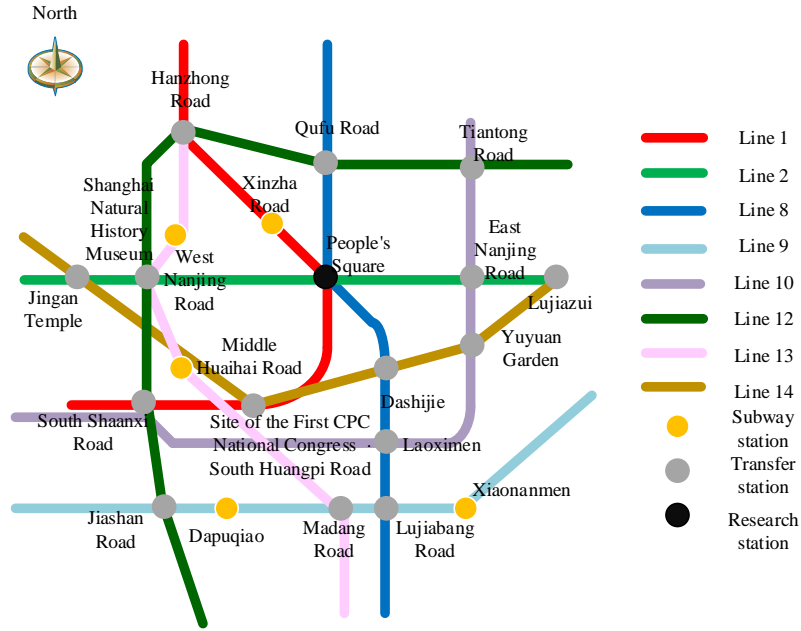 North
Hanzhong
Road
Qufu Road
Tiantong
Road
Shanghai
Natural
History
Museum
Xinzha
Road
People's
Square
East
Nanjing
Road
West
Nanjing
Road
Jingan
Temple
Lujiazui
Middle
Huaihai Road
Yuyuan
Garden
Dashijie
South Shaanxi
Road
Site of the First CPC
National Congress ·
South Huangpi Road
Laoximen
Xiaonanmen
Jiashan
Road
Dapuqiao
Madang
Road
Lujiabang
Road
Line 1
Line 2
Line 8
Line 9
Line 10
Line 12
Line 13
Line 14
Subway
station
Transfer
station
Research
station